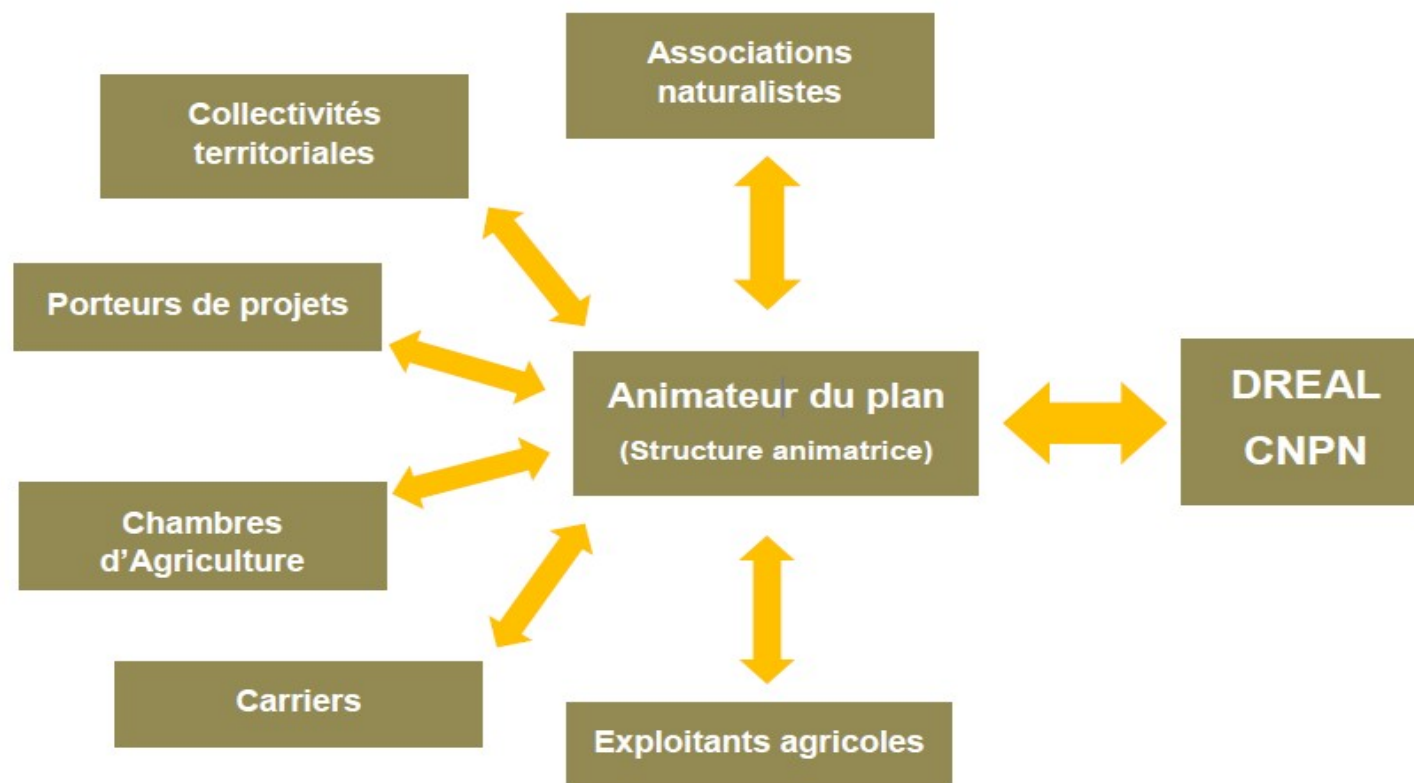 Associations
naturalistes
Collectivités
territoriales
Porteurs de projets
Animateur du plan
(Structure animatrice)
DREAL
CNPN
Chambres
d’Agriculture
Carriers
Exploitants agricoles